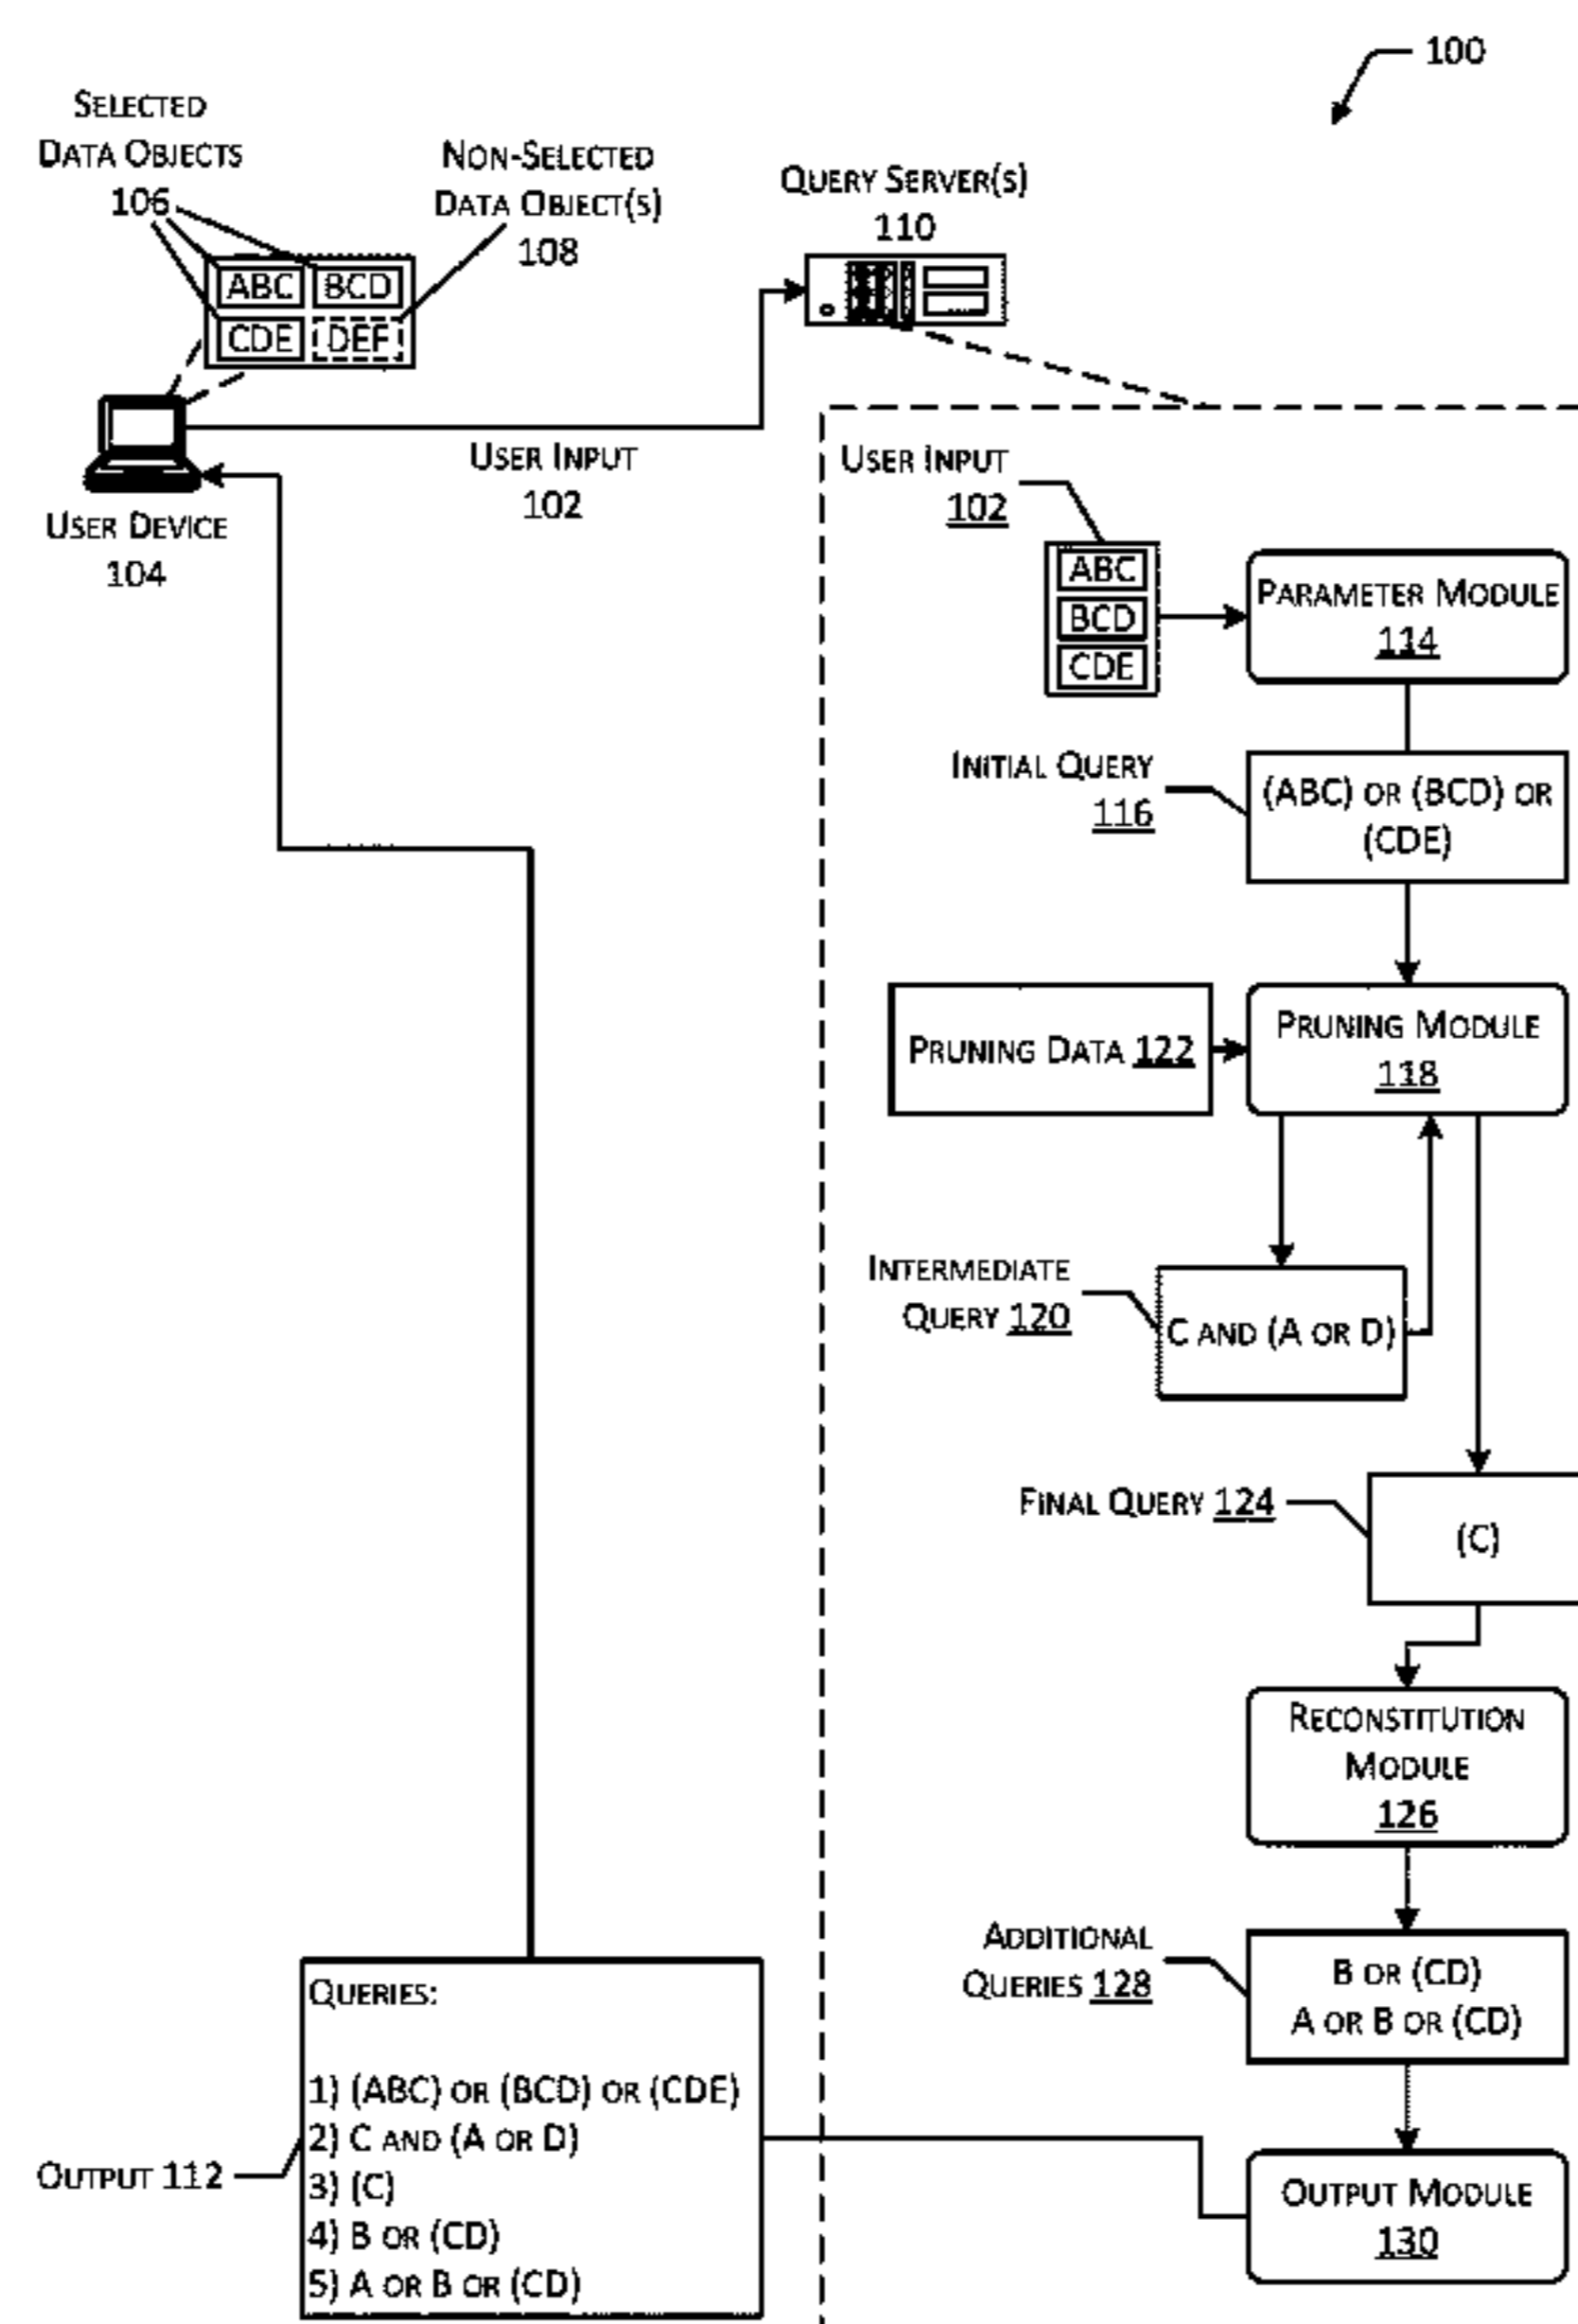 100
SELECTED
DATA OBJECTS
106
NON-SELECTED
DATA OBJECT(S)
108
QUERY SERVER(S)
110
ABC
BCD
CDE
DEF
USER INPUT
102
USER DEVICE
104
USER INPUT
102
ABC
BCD
CDE
PARAMETER MODULE
114
INITIAL QUERY
116
(ABC) OR (BCD) OR
(CDE)
PRUNING DATA 122
PRUNING MODULE
118
INTERMEDIATE
QUERY 120
C AND (A OR D)
FINAL QUERY 124
(C)
RECONSTITUTION
MODULE
126
ADDITIONAL
QUERIES 128
B OR (CD)
A OR B OR (CD)
OUTPUT MODULE
130
OUTPUT 112
QUERIES:
1) (ABC) OR (BCD) OR (CDE)
2) C AND (A OR D)
3) (C)
4) B OR (CD)
5) A OR B OR (CD)